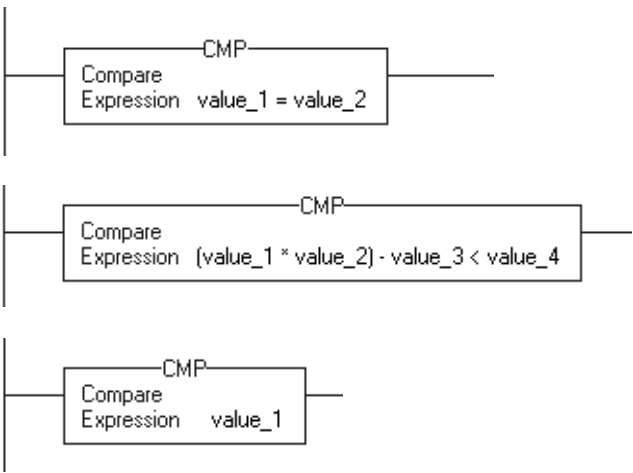 CMP
Compare
Expression value_1 = value_2
CMP
Compare
Expression (value_1 * value_2) - value_3 < value_4
CMP
Compare
Expression value_1